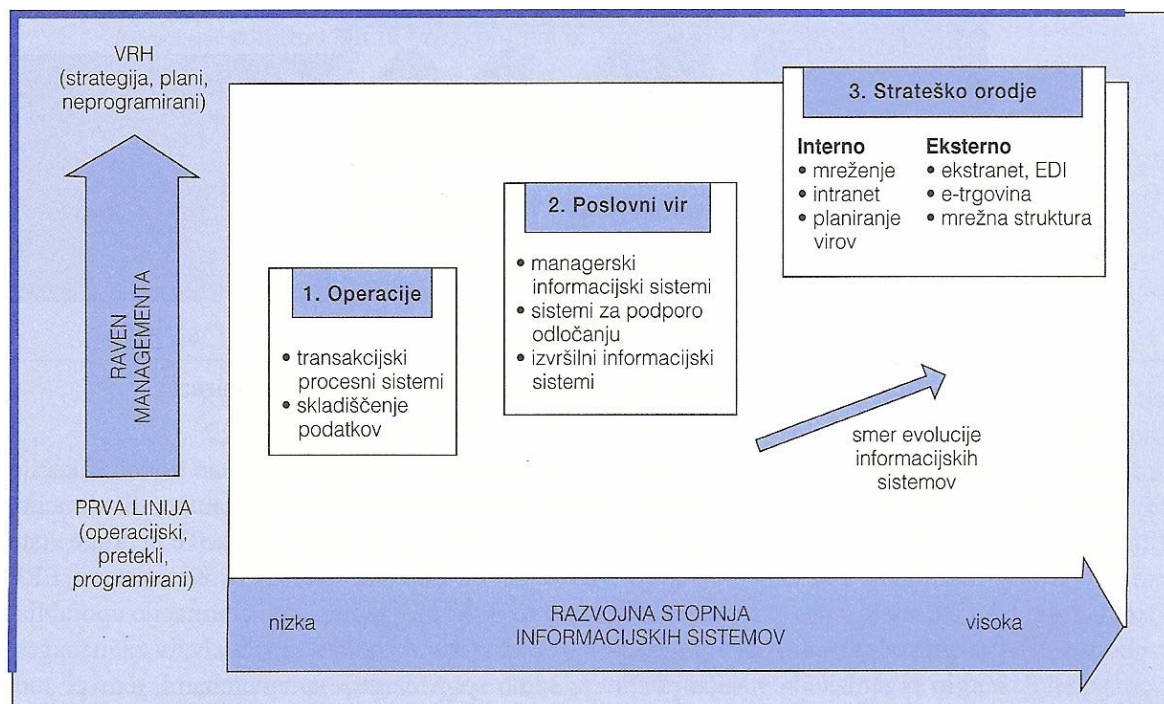 VRH
(strategija, plani,
neprogramirani)
RAVEN
MANAGEMENTA
PRVA LINIJA
(operacijski,
pretekli,
programirani)
1. Operacije
• transakcijski
procesni sistemi
• skladiščenje
podatkov
2. Poslovni vir
• managerski
informacijski sistemi
• sistemi za podporo
odločanju
• izvršilni informacijski
sistemi
3. Strateško orodje
Interno
• mreženje
• intranet
• planiranje
virov
Eksterno
• ekstranet, EDI
• e-trgovina
• mrežna struktura
smer evolucije
informacijskih
sistemov
nizka
RAZVOJNA STOPNJA
INFORMACIJSKIH SISTEMOV
visoka